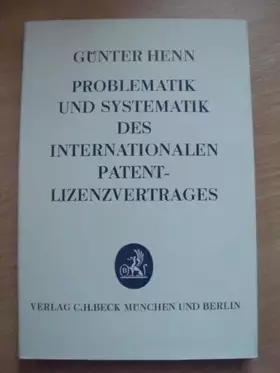 GÜNTER HENN
PROBLEMATIK
UND SYSTEMATIK
DES
INTERNATIONALEN
PATENT-
LIZENZVERTRAGES
VERLAG C.H.BECK MÜNCHEN UND BERLIN